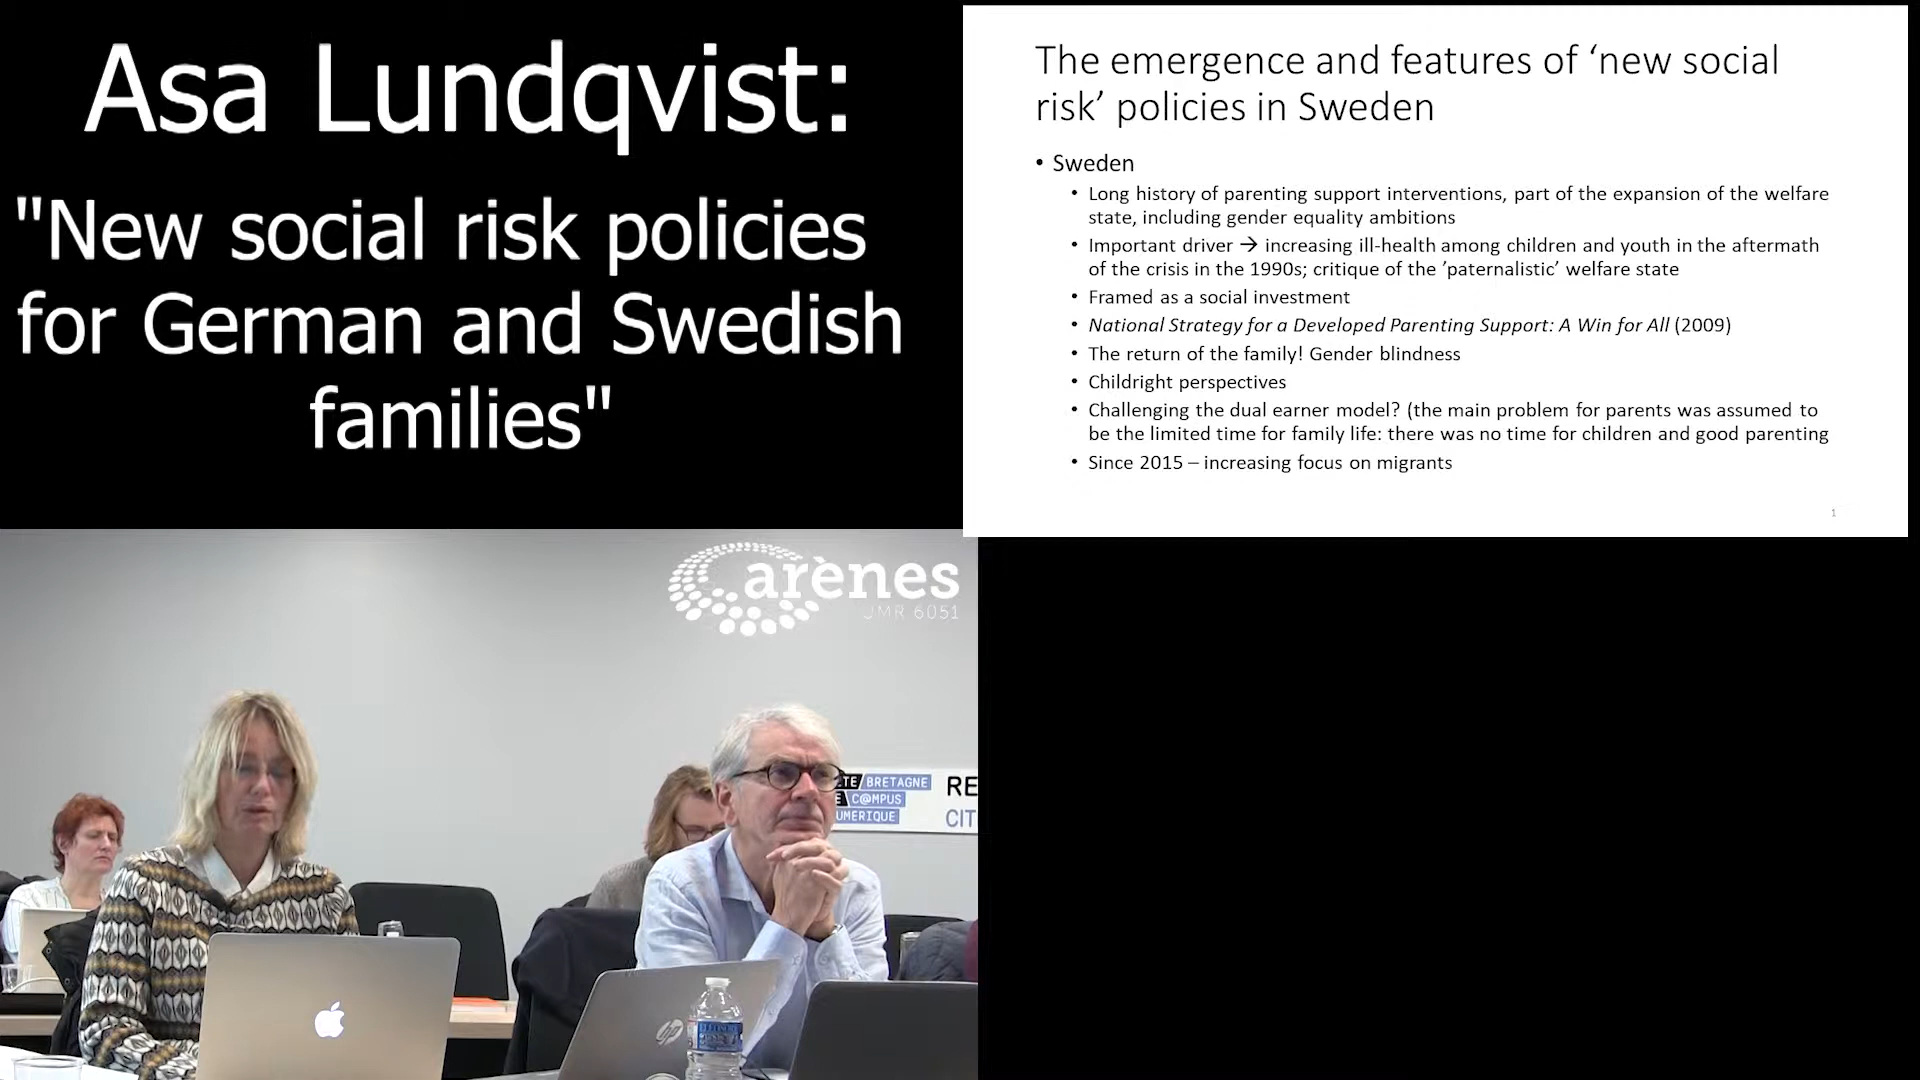 Asa Lundqvist:
"New social risk policies
for German and Swedish
families"
The emergence and features of ‘new social
risk’ policies in Sweden
• Sweden
• Long history of parenting support interventions, part of the expansion of the welfare
state, including gender equality ambitions
• Important driver → increasing ill-health among children and youth in the aftermath
of the crisis in the 1990s; critique of the ’paternalistic’ welfare state
• Framed as a social investment
• National Strategy for a Developed Parenting Support: A Win for All (2009)
• The return of the family! Gender blindness
• Childright perspectives
• Challenging the dual earner model? (the main problem for parents was assumed to
be the limited time for family life: there was no time for children and good parenting
• Since 2015 – increasing focus on migrants
1
arènes
UMR 6051
TE/BRETAGNE
E C@MPUS
UMERIQUE
RE
CIT
hp